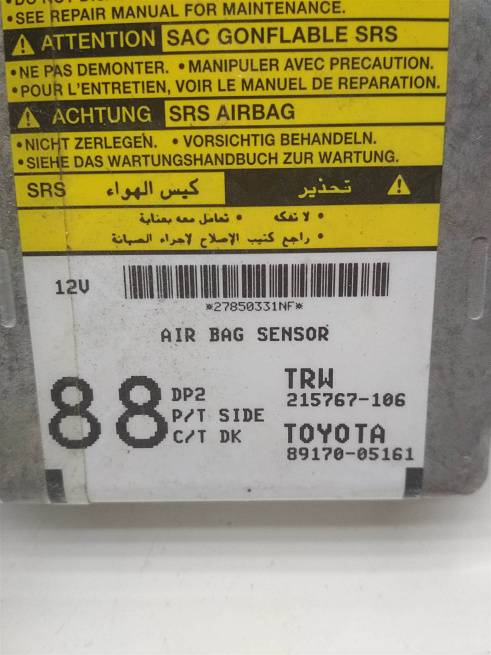 •DO NOT DIS
•SEE REPAIR MANUAL FOR MAINTENANCE.
ATTENTION SAC GONFLABLE SRS
•NE PAS DEMONTER. •MANIPULER AVEC PRECAUTION.
•POUR L'ENTRETIEN, VOIR LE MANUEL DE REPARATION.
ACHTUNG SRS AIRBAG
•NICHT ZERLEGEN. •VORSICHTIG BEHANDELN.
•SIEHE DAS WARTUNGSHANDBUCH ZUR WARTUNG.
تحذير كيس الهواء SRS
• لا تفكه • تعامل معه بعناية
• راجع كتيب الإصلاح لاجراء الصيانة
12V
*27850331NF*
AIR BAG SENSOR
88 DP2 TRW
P/T SIDE 215767-106
C/T DK TOYOTA
89170-05161